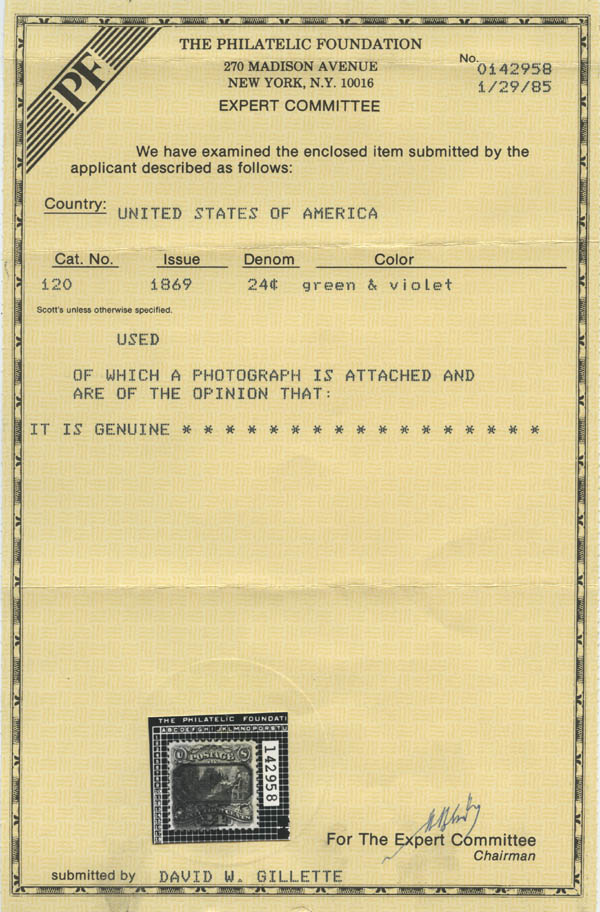 PF
THE PHILATELIC FOUNDATION
270 MADISON AVENUE
NEW YORK, N.Y. 10016
EXPERT COMMITTEE
No. 0142958
1/29/85
We have examined the enclosed item submitted by the
applicant described as follows:
Country: UNITED STATES OF AMERICA
Cat. No. Issue Denom Color
120 1869 24¢ green & violet
Scott's unless otherwise specified.
USED
OF WHICH A PHOTOGRAPH IS ATTACHED AND
ARE OF THE OPINION THAT:
IT IS GENUINE * * * * * * * * * * * * * * * * *
THE PHILATELIC FOUNDATI
ABCDEFGHIJKLMNOPQRSTU
U POSTAGE S
142958
For The Expert Committee
Chairman
submitted by DAVID W. GILLETTE